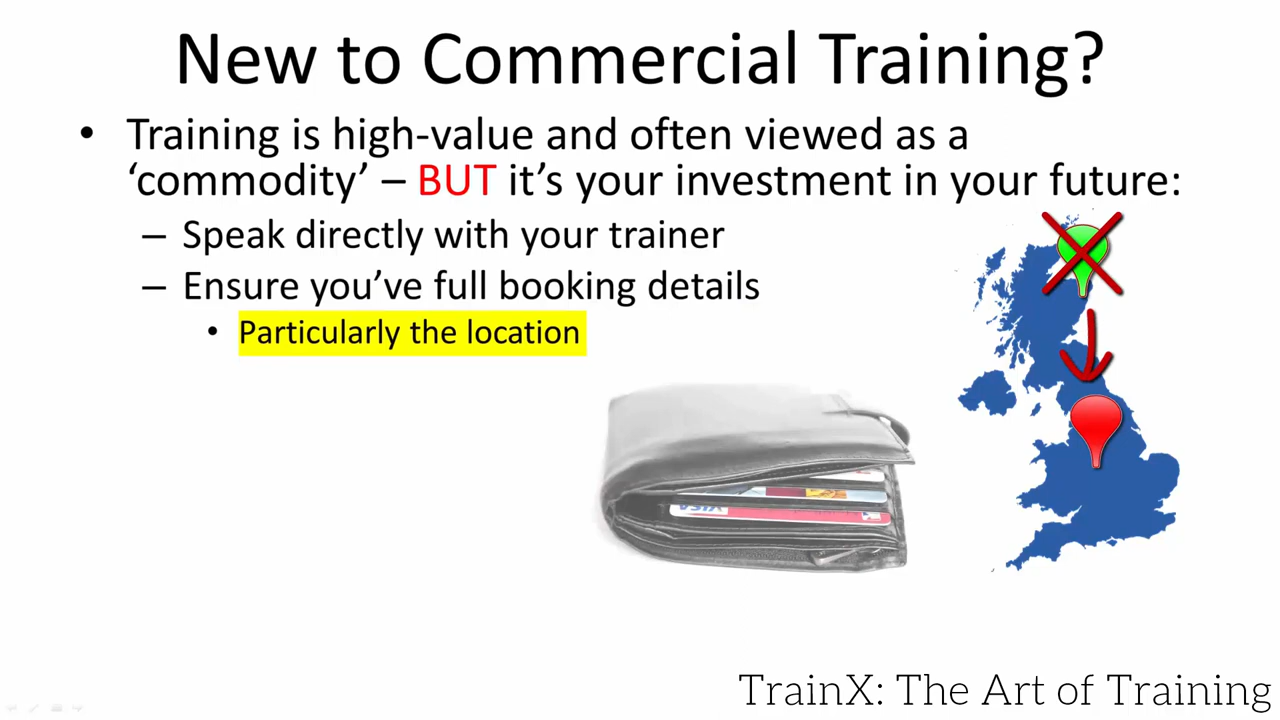 New to Commercial Training?
• Training is high-value and often viewed as a
‘commodity’ – BUT it’s your investment in your future:
– Speak directly with your trainer
– Ensure you’ve full booking details
• Particularly the location
VISA
TrainX: The Art of Training